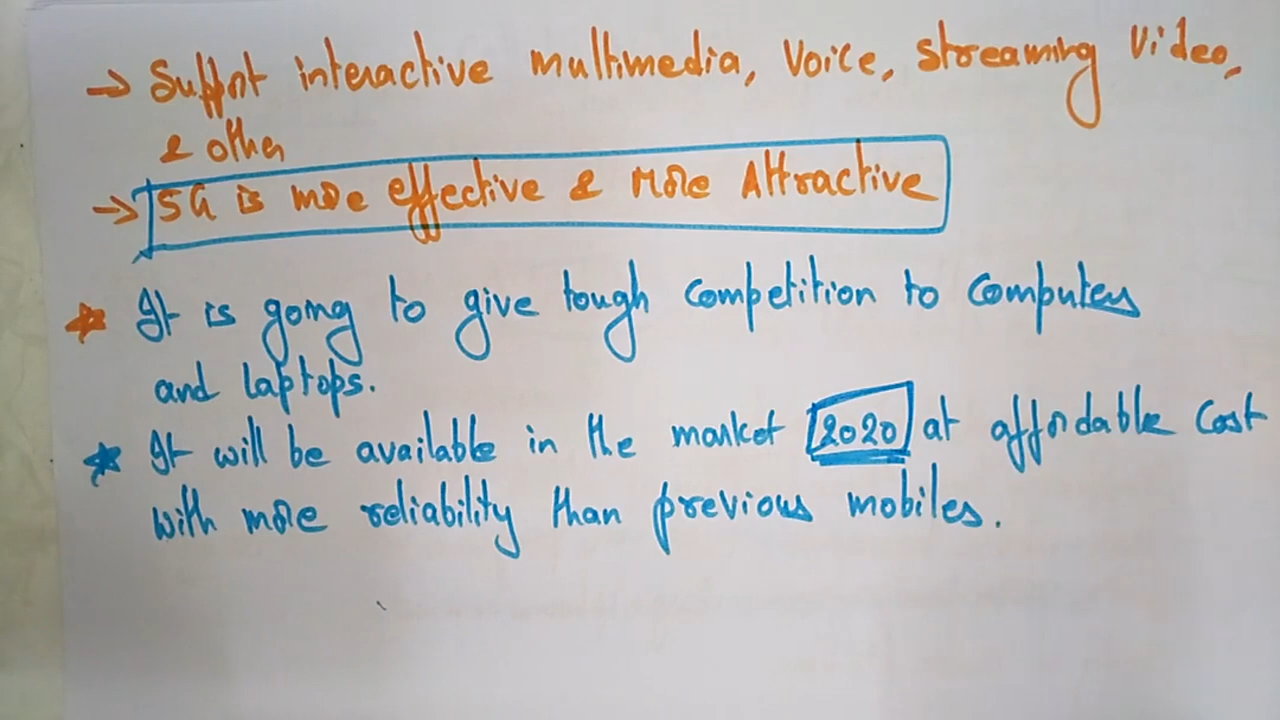 → Support interactive multimedia, Voice, streaming Video,
& other
→ 5G is more effective & More Attractive
★ It is going to give tough competition to computers
and laptops.
★ It will be available in the market 2020 at affordable cost
with more reliability than previous mobiles.